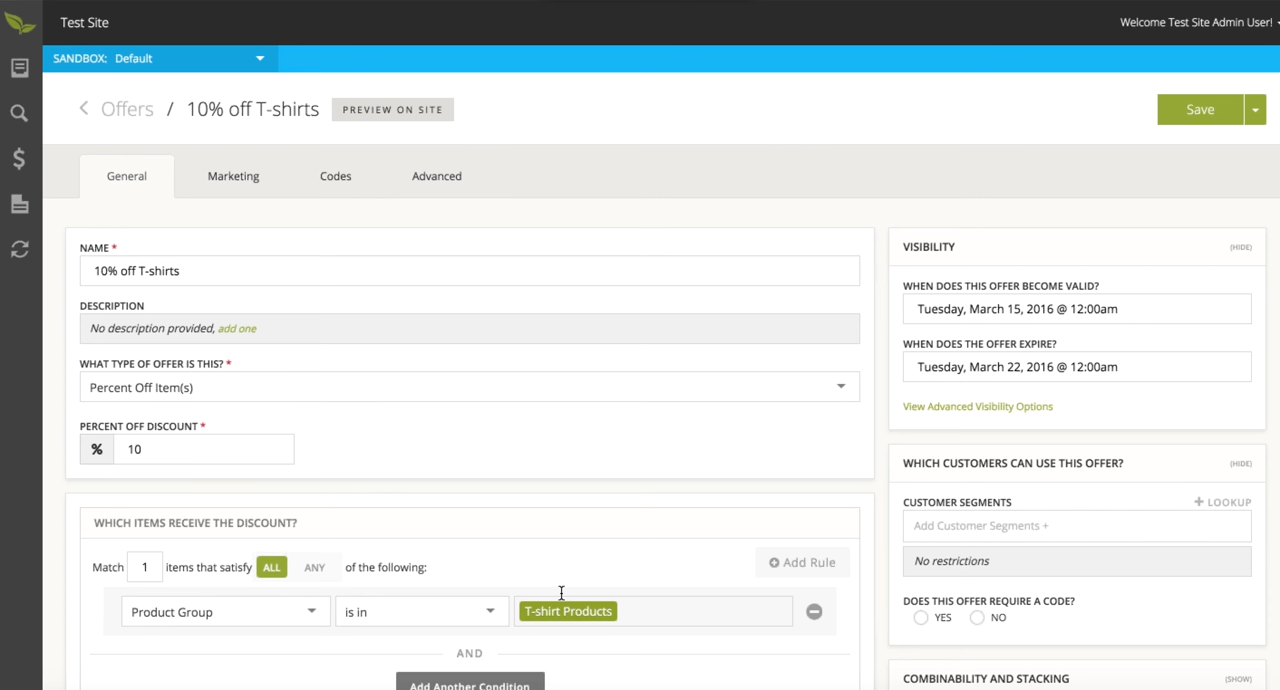 Test Site
Welcome Test Site Admin User!
SANDBOX: Default
Offers / 10% off T-shirts PREVIEW ON SITE
Save
General Marketing Codes Advanced
NAME *
10% off T-shirts
DESCRIPTION
No description provided, add one
WHAT TYPE OF OFFER IS THIS? *
Percent Off Item(s)
PERCENT OFF DISCOUNT *
% 10
WHICH ITEMS RECEIVE THE DISCOUNT?
Match 1 items that satisfy ALL ANY of the following:
Add Rule
Product Group is in T-shirt Products
AND
Add Another Condition
VISIBILITY (HIDE)
WHEN DOES THIS OFFER BECOME VALID?
Tuesday, March 15, 2016 @ 12:00am
WHEN DOES THE OFFER EXPIRE?
Tuesday, March 22, 2016 @ 12:00am
View Advanced Visibility Options
WHICH CUSTOMERS CAN USE THIS OFFER? (HIDE)
CUSTOMER SEGMENTS + LOOKUP
Add Customer Segments +
No restrictions
DOES THIS OFFER REQUIRE A CODE?
YES NO
COMBINABILITY AND STACKING (SHOW)